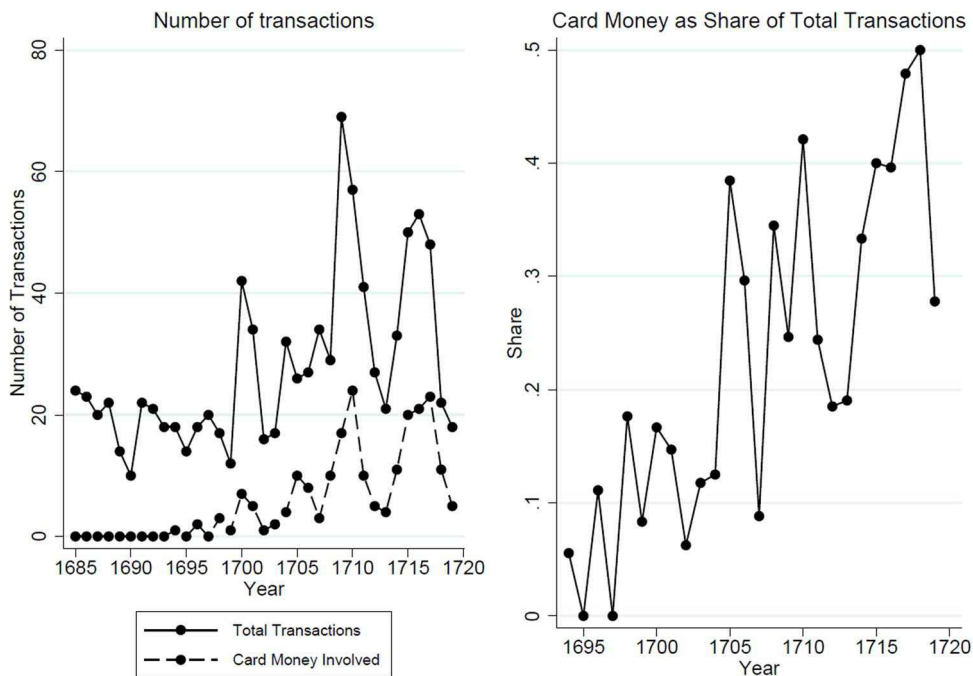 Number of transactions
Number of Transactions
80
60
40
20
0
1685 1690 1695 1700 1705 1710 1715 1720
Year
Total Transactions
Card Money Involved
Card Money as Share of Total Transactions
Share
.5
.4
.3
.2
.1
0
1695 1700 1705 1710 1715 1720
Year